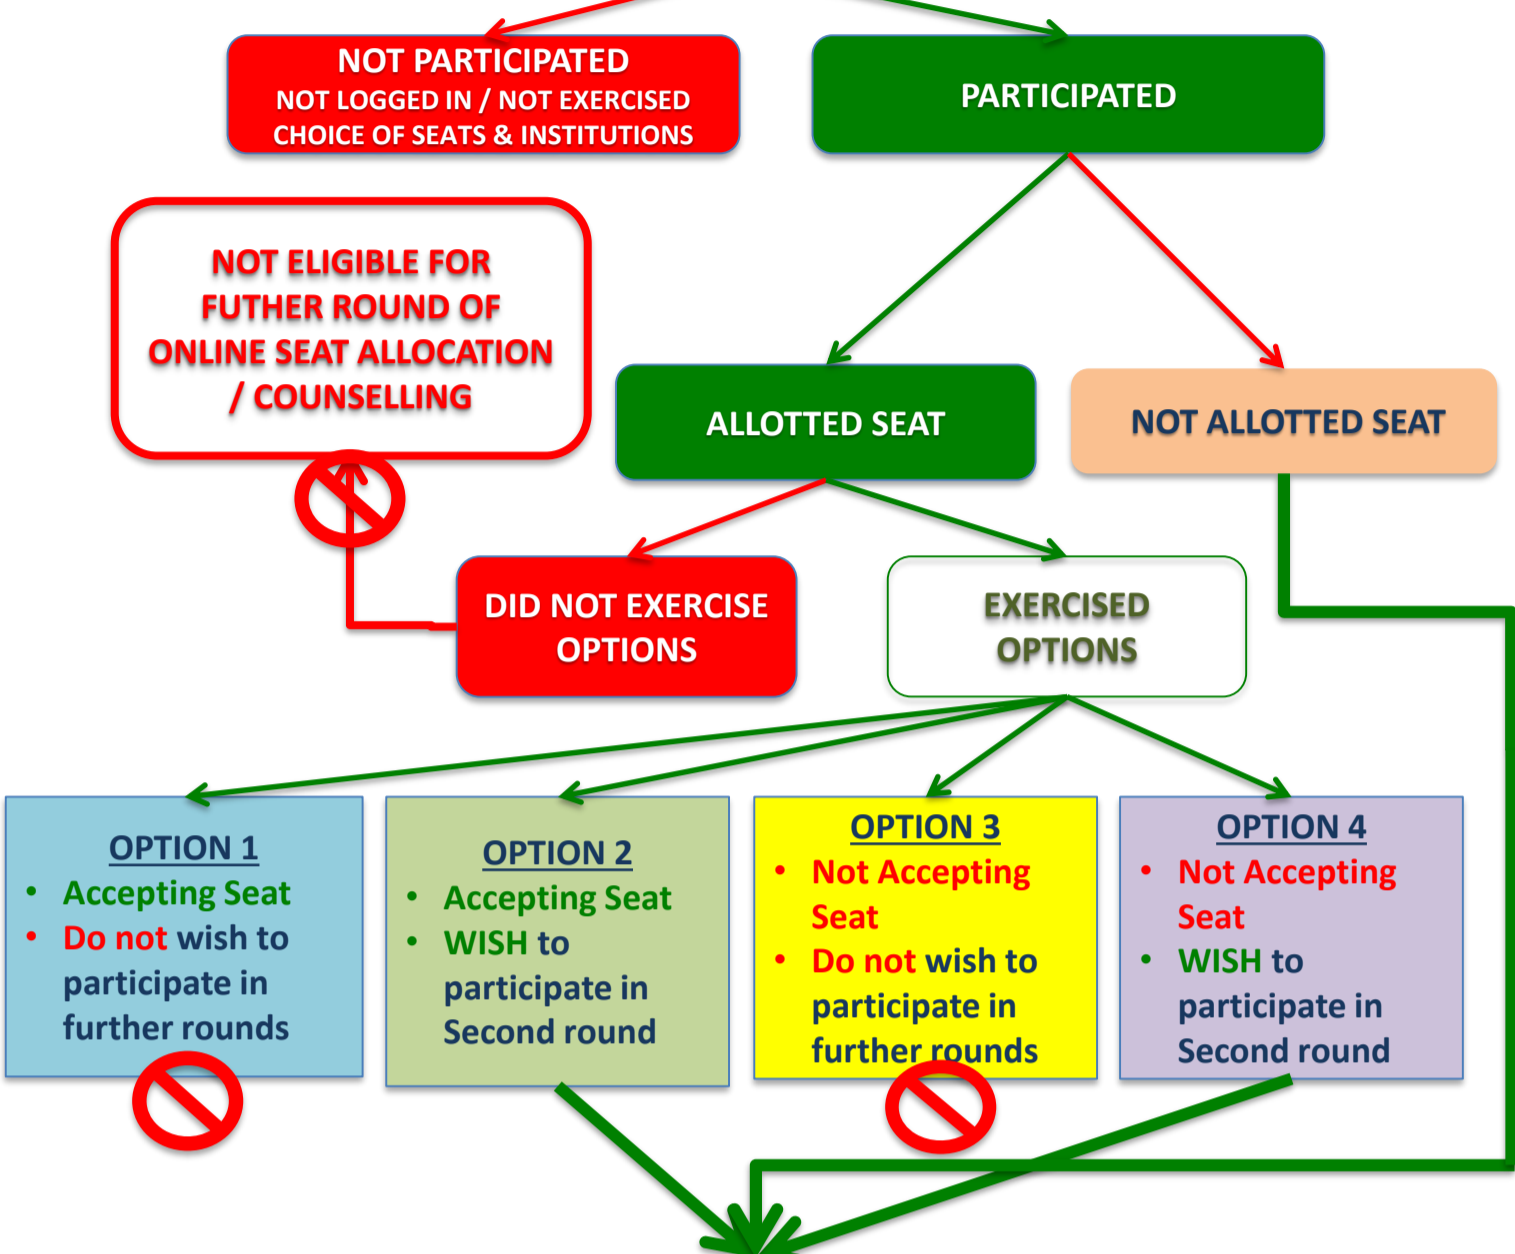 NOT PARTICIPATED
NOT LOGGED IN / NOT EXERCISED
CHOICE OF SEATS & INSTITUTIONS
PARTICIPATED
NOT ELIGIBLE FOR
FUTHER ROUND OF
ONLINE SEAT ALLOCATION
/ COUNSELLING
ALLOTTED SEAT
NOT ALLOTTED SEAT
DID NOT EXERCISE
OPTIONS
EXERCISED
OPTIONS
OPTION 1
• Accepting Seat
• Do not wish to
participate in
further rounds
OPTION 2
• Accepting Seat
• WISH to
participate in
Second round
OPTION 3
• Not Accepting
Seat
• Do not wish to
participate in
further rounds
OPTION 4
• Not Accepting
Seat
• WISH to
participate in
Second round